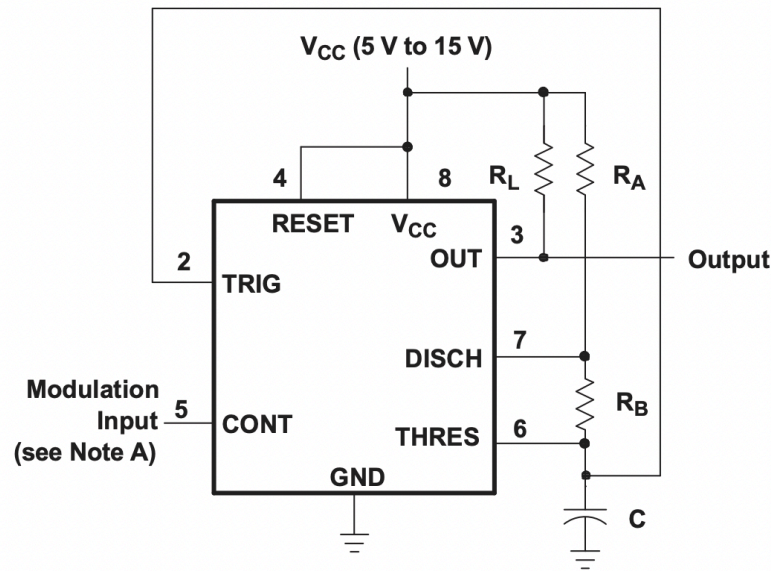 VCC (5 V to 15 V)
4
8
RL
RA
RESET
VCC
3
2
OUT
Output
TRIG
7
DISCH
Modulation
Input
(see Note A)
5
CONT
RB
THRES
6
GND
C